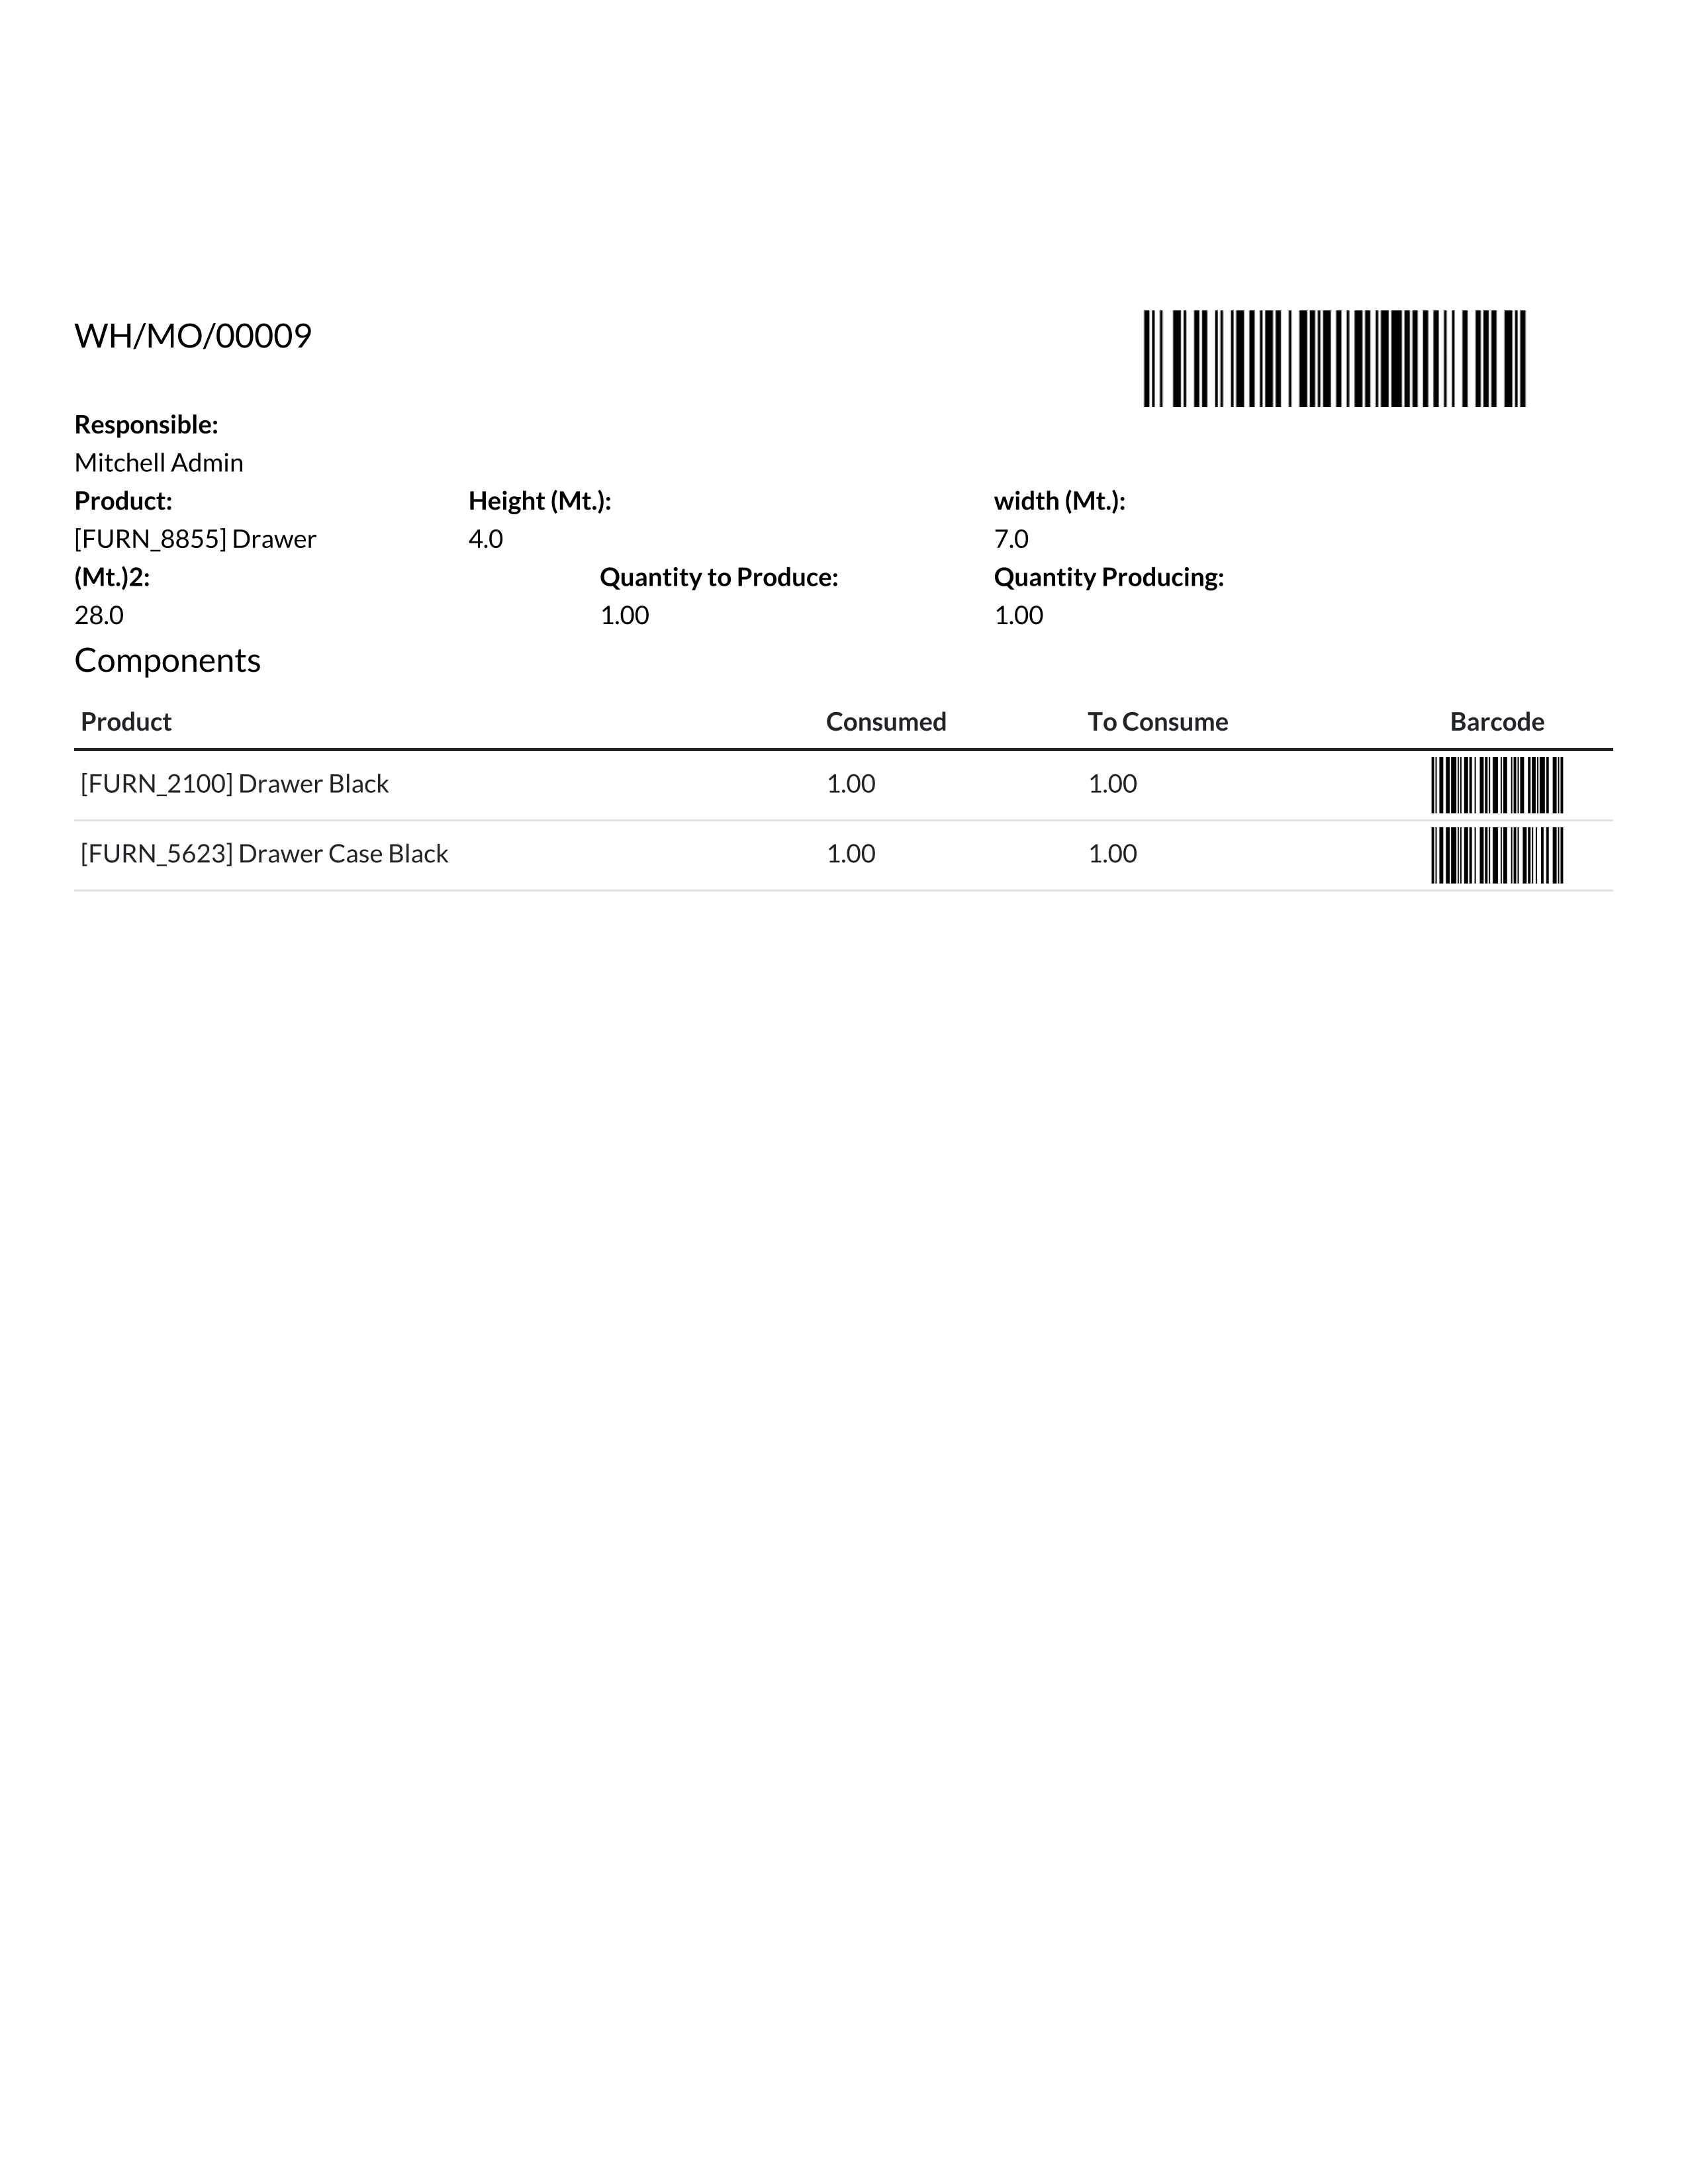 WH/MO/00009
Responsible:
Mitchell Admin
Product: Height (Mt.): width (Mt.):
[FURN_8855] Drawer 4.0 7.0
(Mt.)2: Quantity to Produce: Quantity Producing:
28.0 1.00 1.00
Components
Product Consumed To Consume Barcode
[FURN_2100] Drawer Black 1.00 1.00
[FURN_5623] Drawer Case Black 1.00 1.00